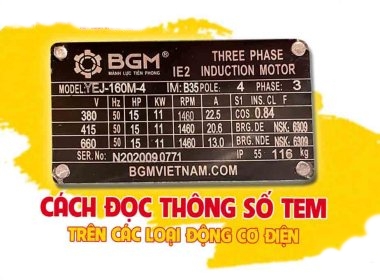 BGM
MÃNH LỰC TIÊN PHONG
THREE PHASE
IE2 INDUCTION MOTOR
MODEL:YEJ-160M-4 IM:B35 POLE: 4 PHASE: 3
V HZ HP KW RPM A S1 INS.CL F
380 50 15 11 1460 22.5 COS 0.84
415 50 15 11 1460 20.6 BRG.DE NSK: 6309
660 50 15 11 1460 13.0 BRG.NDE NSK: 6309
SER.No: N202009.0771 IP 55 116 kg
BGMVIETNAM.COM
CÁCH ĐỌC THÔNG SỐ TEM
TRÊN CÁC LOẠI ĐỘNG CƠ ĐIỆN